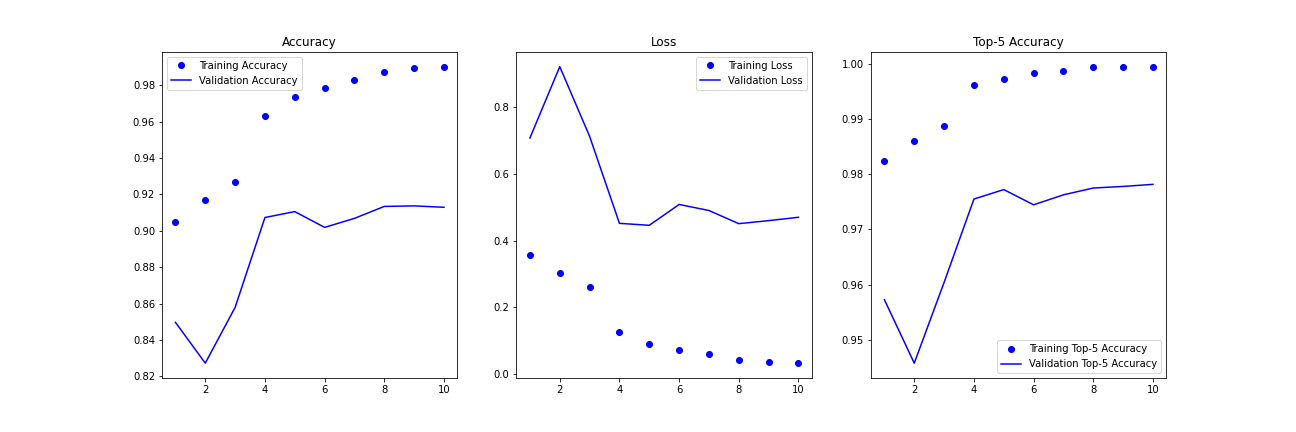 Accuracy
Training Accuracy
Validation Accuracy
0.98
0.96
0.94
0.92
0.90
0.88
0.86
0.84
0.82
2 4 6 8 10
Loss
Training Loss
Validation Loss
0.8
0.6
0.4
0.2
0.0
2 4 6 8 10
Top-5 Accuracy
1.00
0.99
0.98
0.97
0.96
0.95
Training Top-5 Accuracy
Validation Top-5 Accuracy
2 4 6 8 10